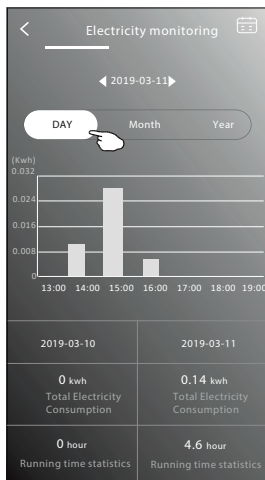 Electricity monitoring
2019-03-11
DAY Month Year
(Kwh)
0.032
0.024
0.016
0.008
0
13:00 14:00 15:00 16:00 17:00 18:00 19:00
2019-03-10 2019-03-11
0 kwh 0.14 kwh
Total Electricity Total Electricity
Consumption Consumption
0 hour 4.6 hour
Running time statistics Running time statistics